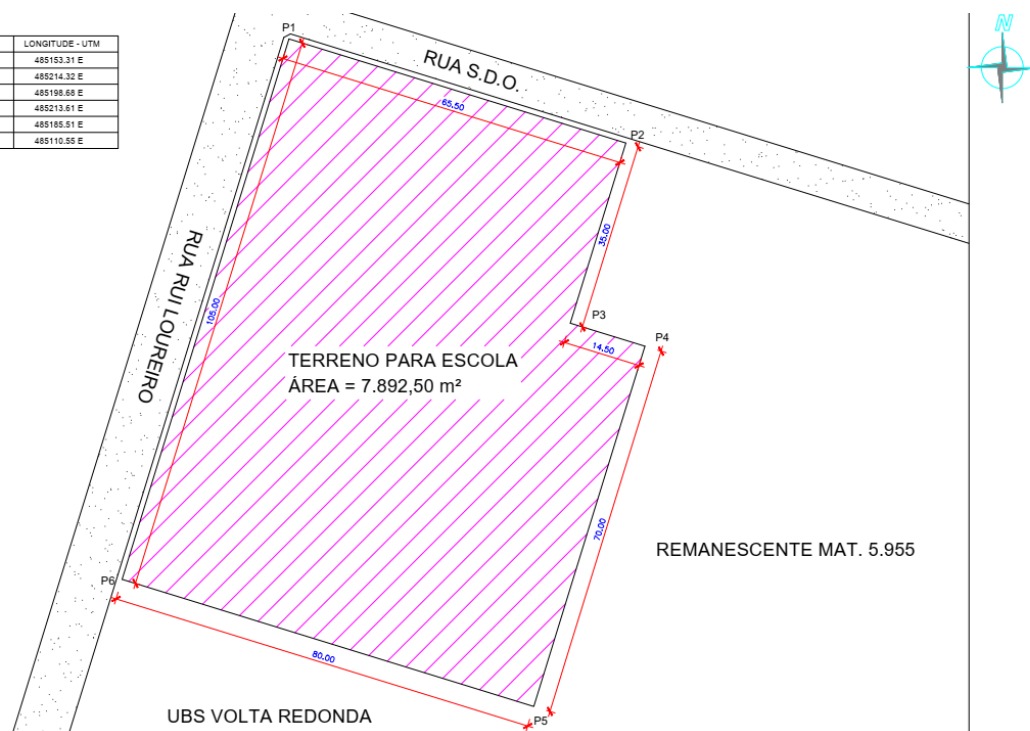 LONGITUDE - UTM
485153.31 E
485214.32 E
485198.68 E
485213.61 E
485185.51 E
485110.55 E
N
P1
RUA S.D.O.
65.50
P2
35.00
RUA RUI LOUREIRO
105.00
P3
14.50
P4
TERRENO PARA ESCOLA
ÁREA = 7.892,50 m²
70.00
REMANESCENTE MAT. 5.955
P6
80.00
P5
UBS VOLTA REDONDA